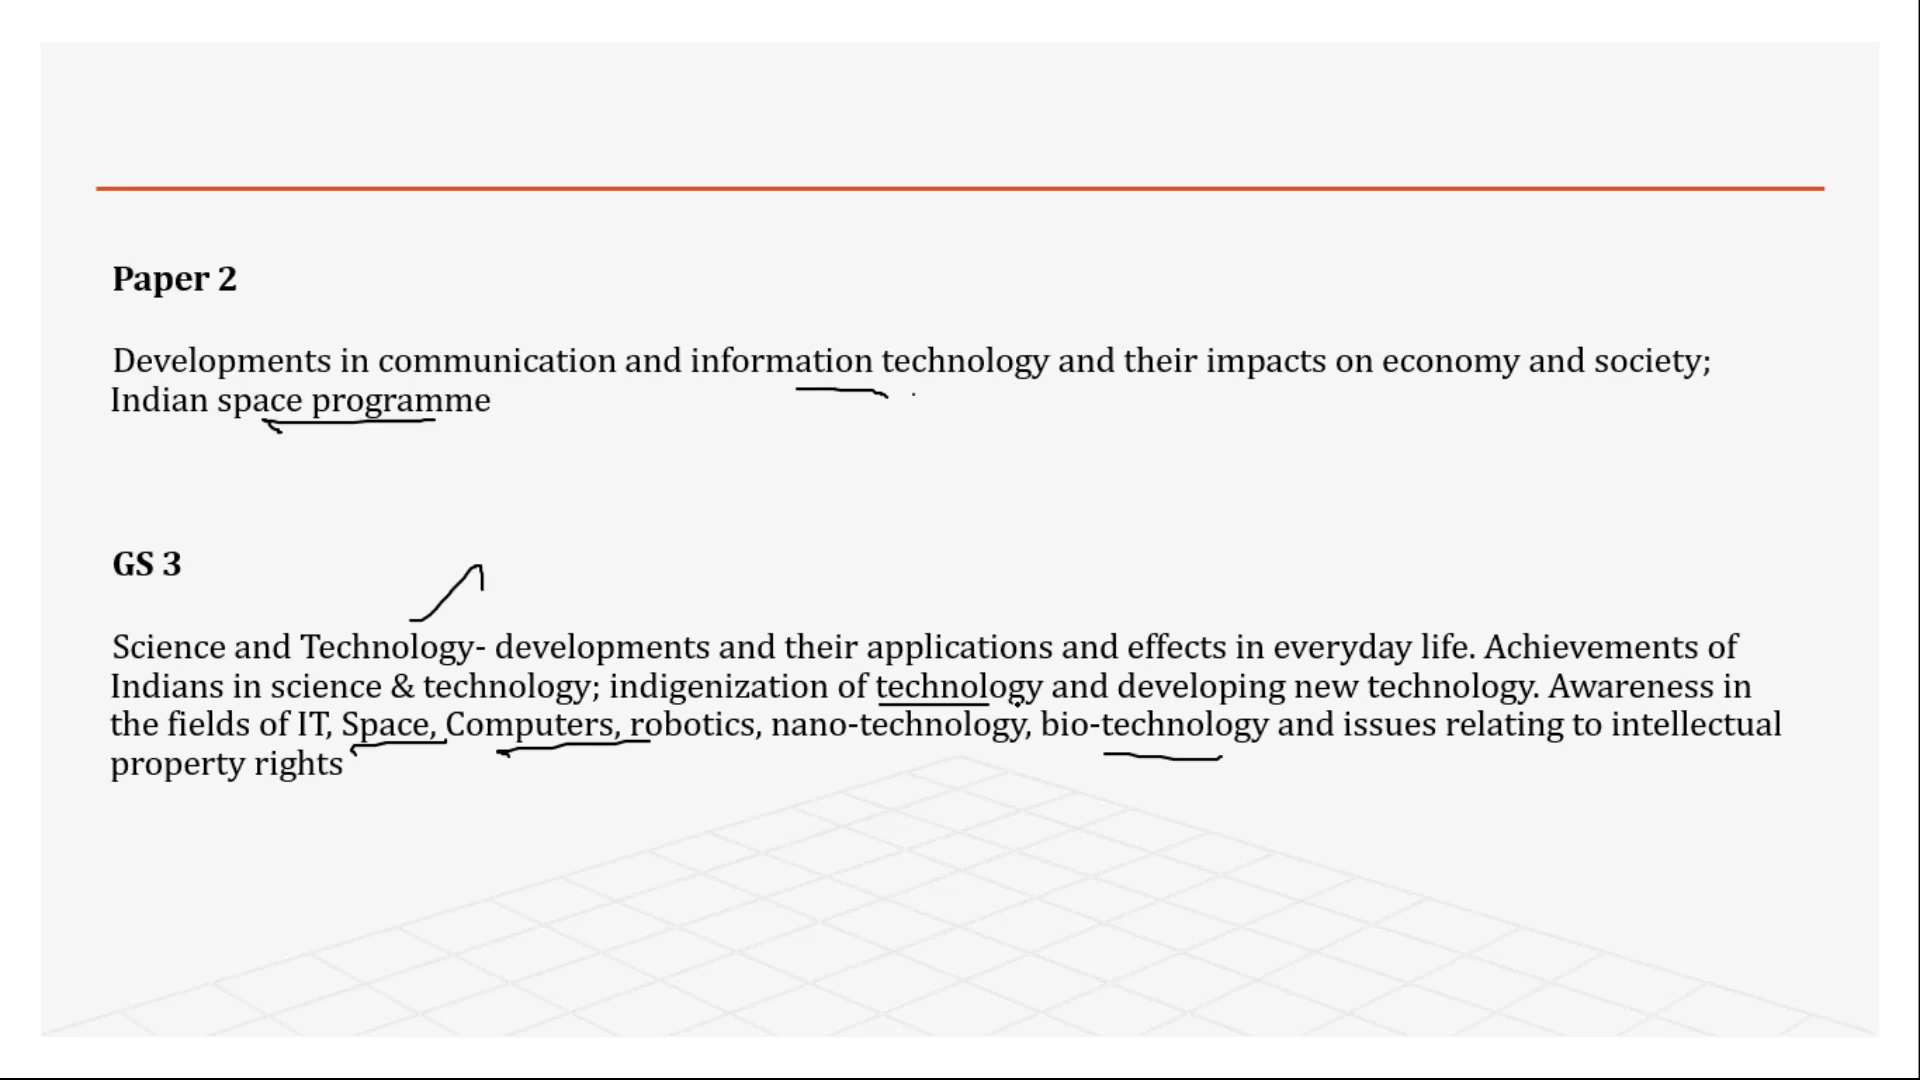 Paper 2
Developments in communication and information technology and their impacts on economy and society;
Indian space programme
GS 3
Science and Technology- developments and their applications and effects in everyday life. Achievements of
Indians in science & technology; indigenization of technology and developing new technology. Awareness in
the fields of IT, Space, Computers, robotics, nano-technology, bio-technology and issues relating to intellectual
property rights